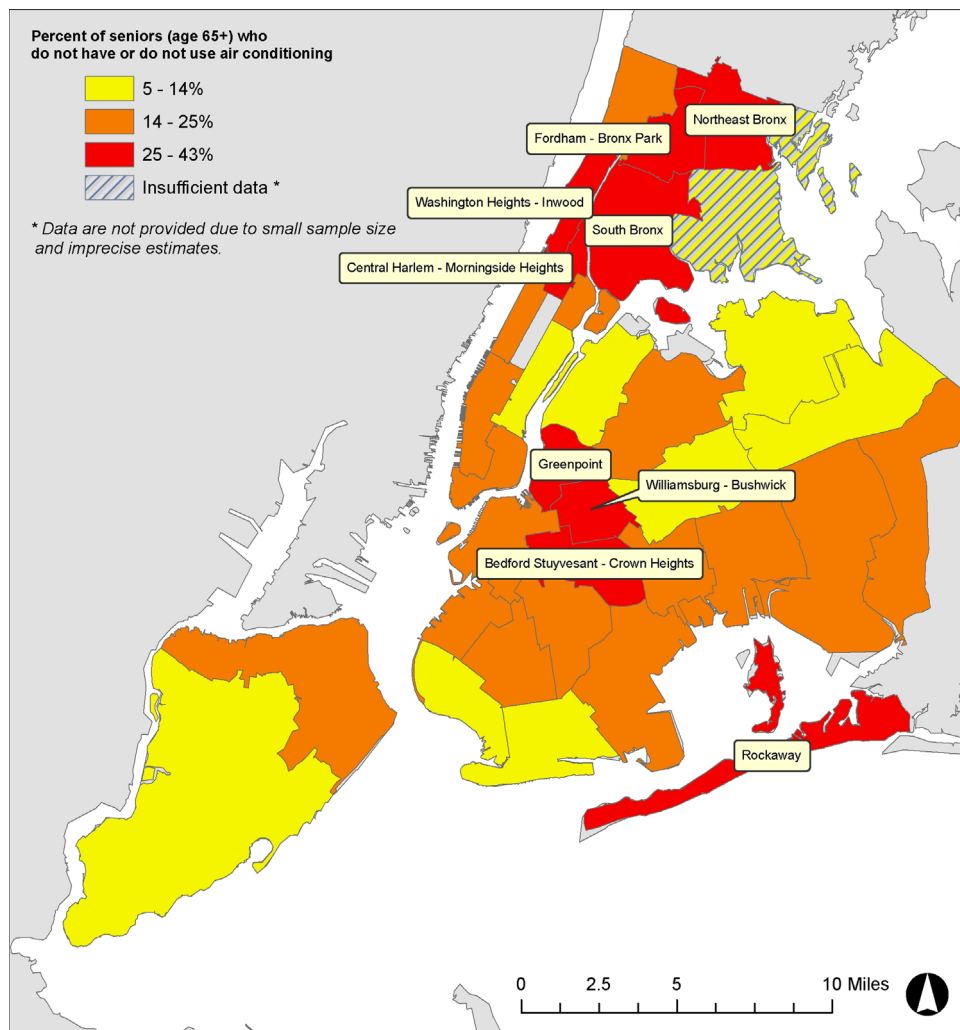 Percent of seniors (age 65+) who
do not have or do not use air conditioning
5 - 14%
14 - 25%
25 - 43%
Insufficient data *
* Data are not provided due to small sample size
and imprecise estimates.
Northeast Bronx
Fordham - Bronx Park
Washington Heights - Inwood
South Bronx
Central Harlem - Morningside Heights
Greenpoint
Williamsburg - Bushwick
Bedford Stuyvesant - Crown Heights
Rockaway
0 2.5 5 10 Miles